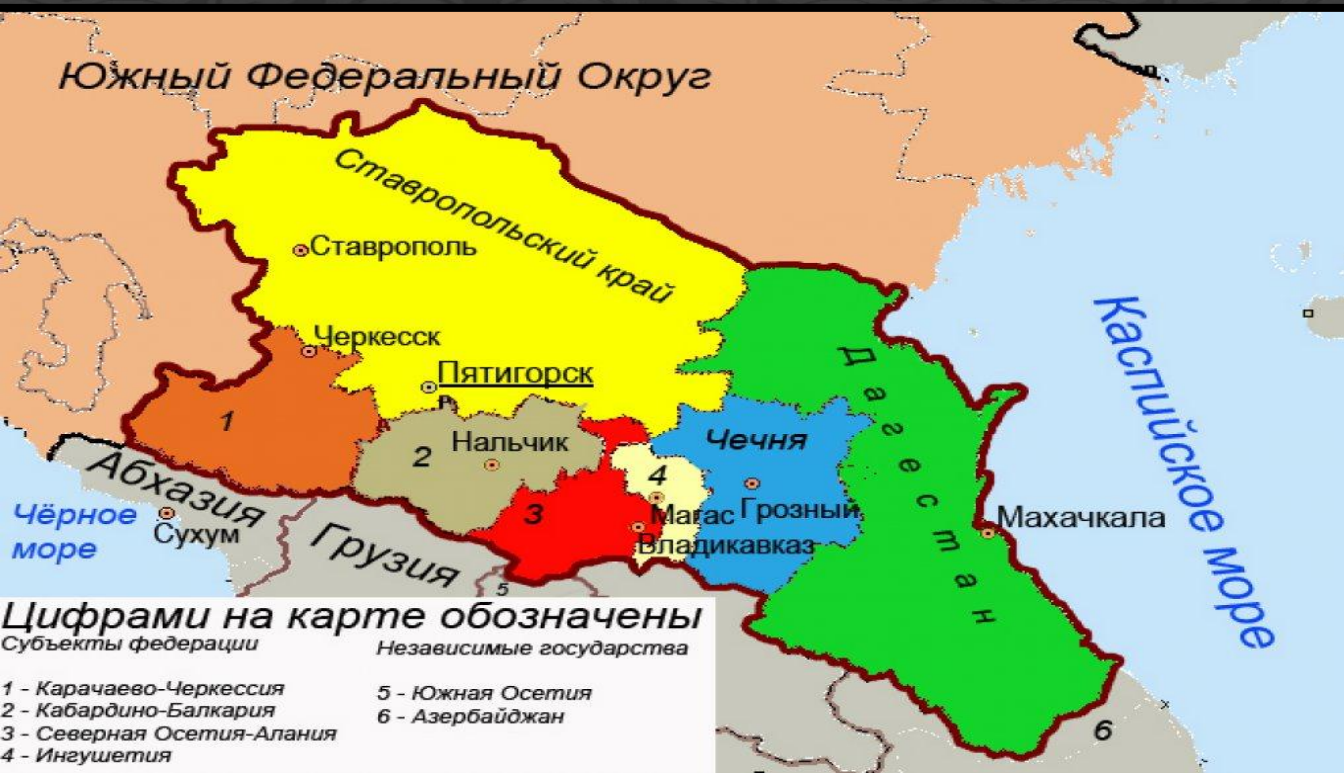 Южный Федеральный Округ
Ставропольский край
Ставрополь
Черкесск
Пятигорск
1
2
Нальчик
3
4
Магас
Владикавказ
Чечня
Грозный
Дагестан
Махачкала
Каспийское море
Абхазия
Сухум
Чёрное
море
Грузия
5
6
Цифрами на карте обозначены
Субъекты федерации
1 - Карачаево-Черкессия
2 - Кабардино-Балкария
3 - Северная Осетия-Алания
4 - Ингушетия
Независимые государства
5 - Южная Осетия
6 - Азербайджан